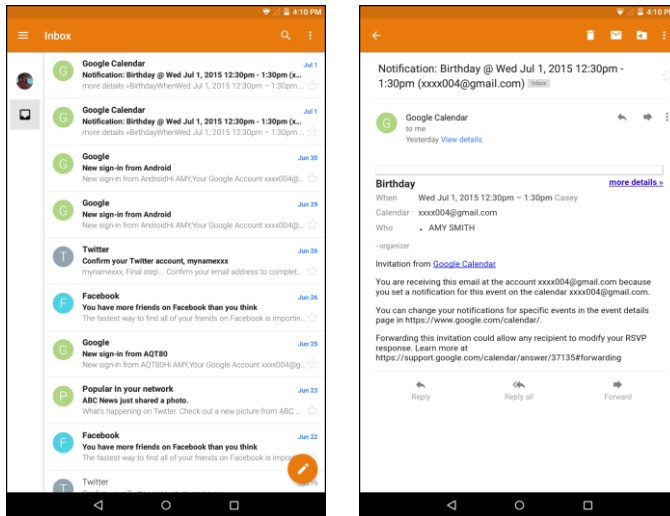 4:10 PM
Inbox
G
Google Calendar
Jul 1
Notification: Birthday @ Wed Jul 1, 2015 12:30pm - 1:30pm (x...
more details »BirthdayWhenWed Jul 1, 2015 12:30pm – 1:30pm ...
G
Google Calendar
Jul 1
Notification: Birthday @ Wed Jul 1, 2015 12:30pm - 1:30pm (x...
more details »BirthdayWhenWed Jul 1, 2015 12:30pm – 1:30pm ...
G
Google
Jun 30
New sign-in from Android
New sign-in from AndroidHi AMY,Your Google Account xxxx004@...
G
Google
Jun 29
New sign-in from Android
New sign-in from AndroidHi AMY,Your Google Account xxxx004@...
T
Twitter
Jun 26
Confirm your Twitter account, mynamexxx
mynamexxx, Final step... Confirm your email address to complet...
F
Facebook
Jun 26
You have more friends on Facebook than you think
The fastest way to find all of your friends on Facebook is importin...
G
Google
Jun 25
New sign-in from AQT80
New sign-in from AQT80Hi AMY,Your Google Account xxxx004@g...
P
Popular in your network
Jun 23
ABC News just shared a photo.
What's happening on Twitter. Check out a new picture from ABC ...
F
Facebook
Jun 22
You have more friends on Facebook than you think
The fastest way to find all of your friends on Facebook is
T
Twitter
4:10 P
Notification: Birthday @ Wed Jul 1, 2015 12:30pm -
1:30pm (xxxx004@gmail.com) Inbox
G
Google Calendar
to me
Yesterday View details
Birthday
more details »
When Wed Jul 1, 2015 12:30pm – 1:30pm Casey
Calendar xxxx004@gmail.com
Who • AMY SMITH
- organizer
Invitation from Google Calendar
You are receiving this email at the account xxxx004@gmail.com because
you set a notification for this event on the calendar xxxx004@gmail.com.
You can change your notifications for specific events in the event details
page in https://www.google.com/calendar/.
Forwarding this invitation could allow any recipient to modify your RSVP
response. Learn more at
https://support.google.com/calendar/answer/37135#forwarding
Reply
Reply all
Forward